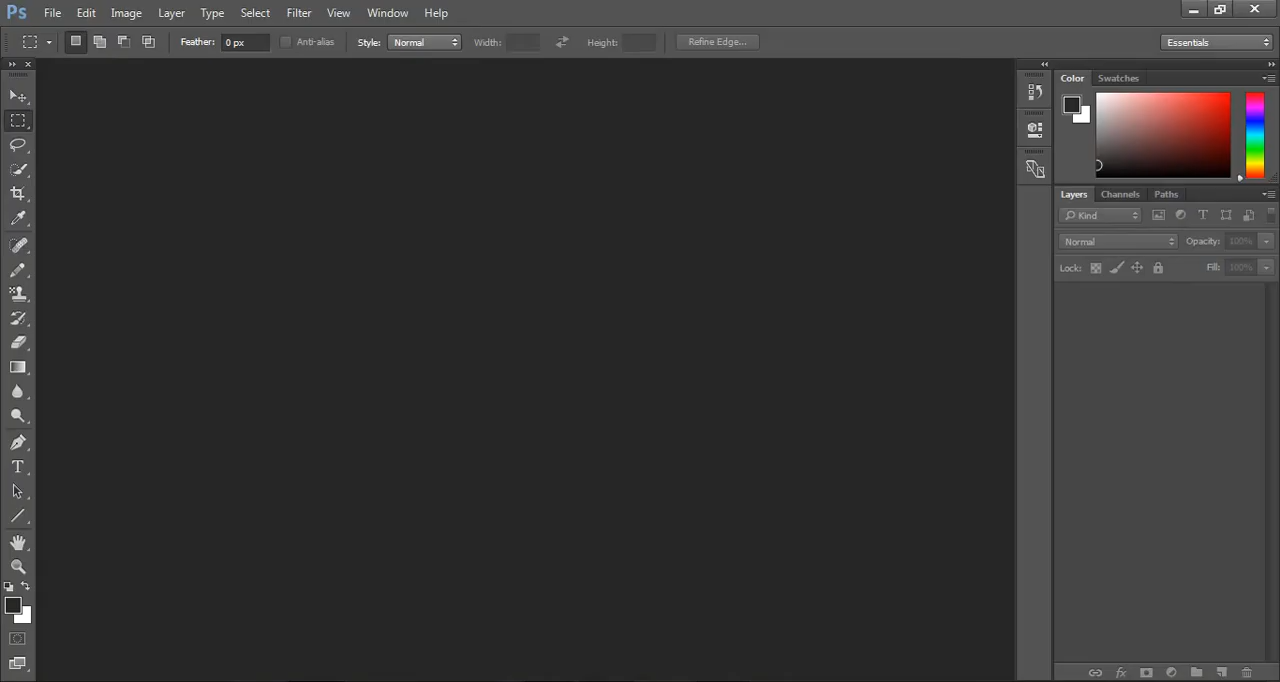 Ps File Edit Image Layer Type Select Filter View Window Help
Feather: 0 px Anti-alias Style: Normal Width: Height: Refine Edge... Essentials
Color Swatches
Layers Channels Paths
Kind
Normal Opacity: 100%
Lock: Fill: 100%